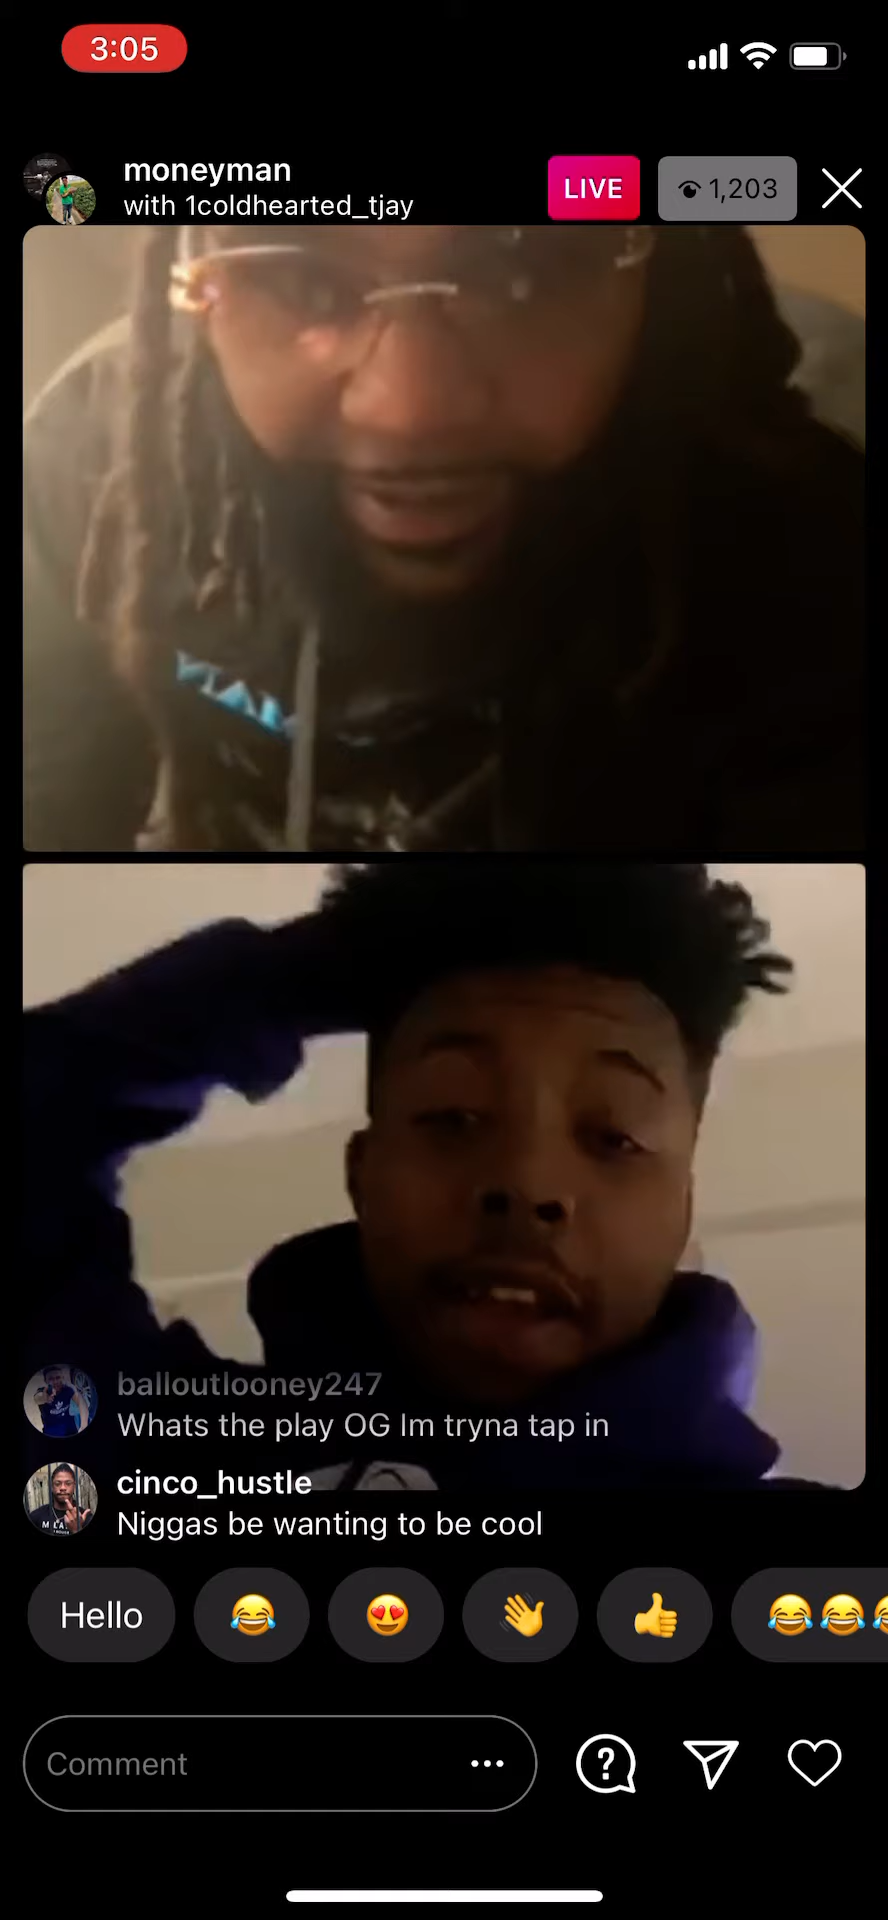 3:05
moneyman
LIVE
1,203
with 1coldhearted_tjay
balloutlooney247
Whats the play OG Im tryna tap in
cinco_hustle
Niggas be wanting to be cool
Hello
Comment